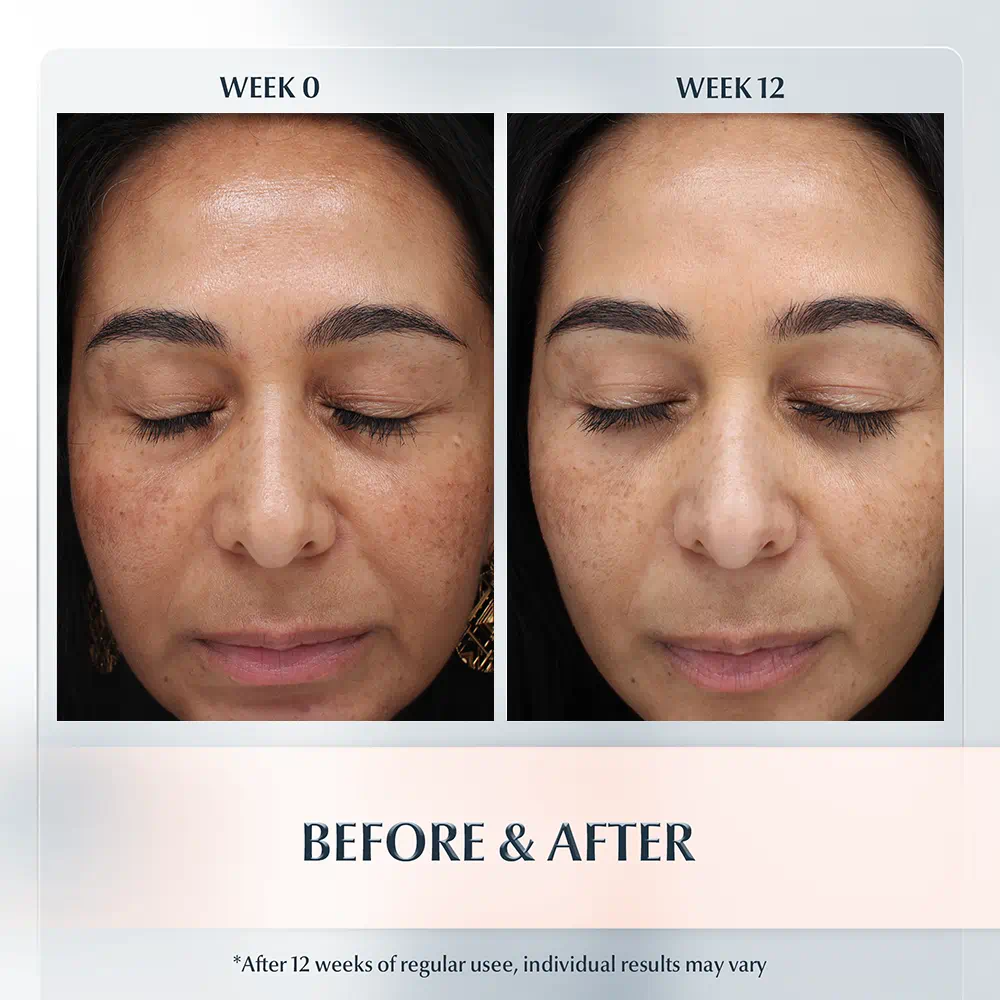 WEEK 0
WEEK 12
BEFORE & AFTER
*After 12 weeks of regular usee, individual results may vary